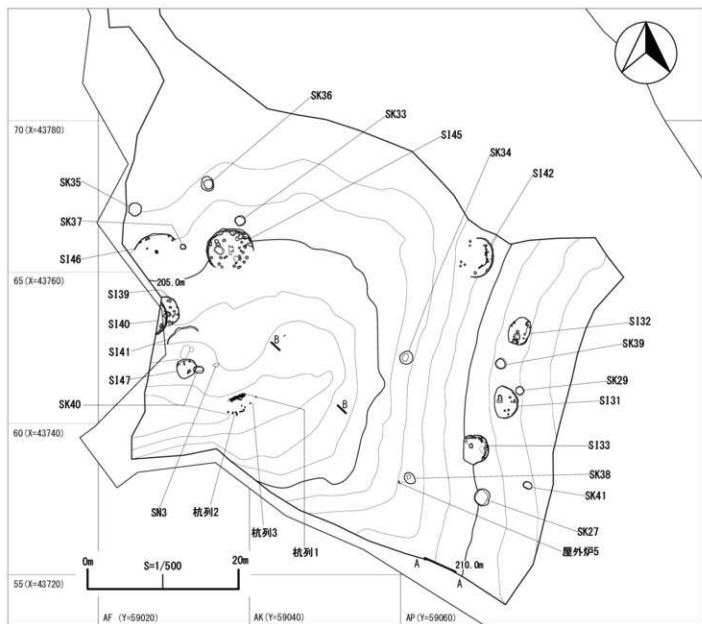 SK36
SK33
SI45
SK34
SI42
70(X=43780)
SK35
SK37
SI46
65(X=43760)
205.0m
SI39
SI40
SI41
SI47
SK40
B
B
SI32
SK39
SK29
SI31
60(X=43740)
SI33
SK38
SK41
SK27
屋外炉5
SN3
杭列2
杭列3
杭列1
0m
S=1/500
20m
A
210.0m
A
55(X=43720)
AF (Y=59020)
AK(Y=59040)
AP(Y=59060)